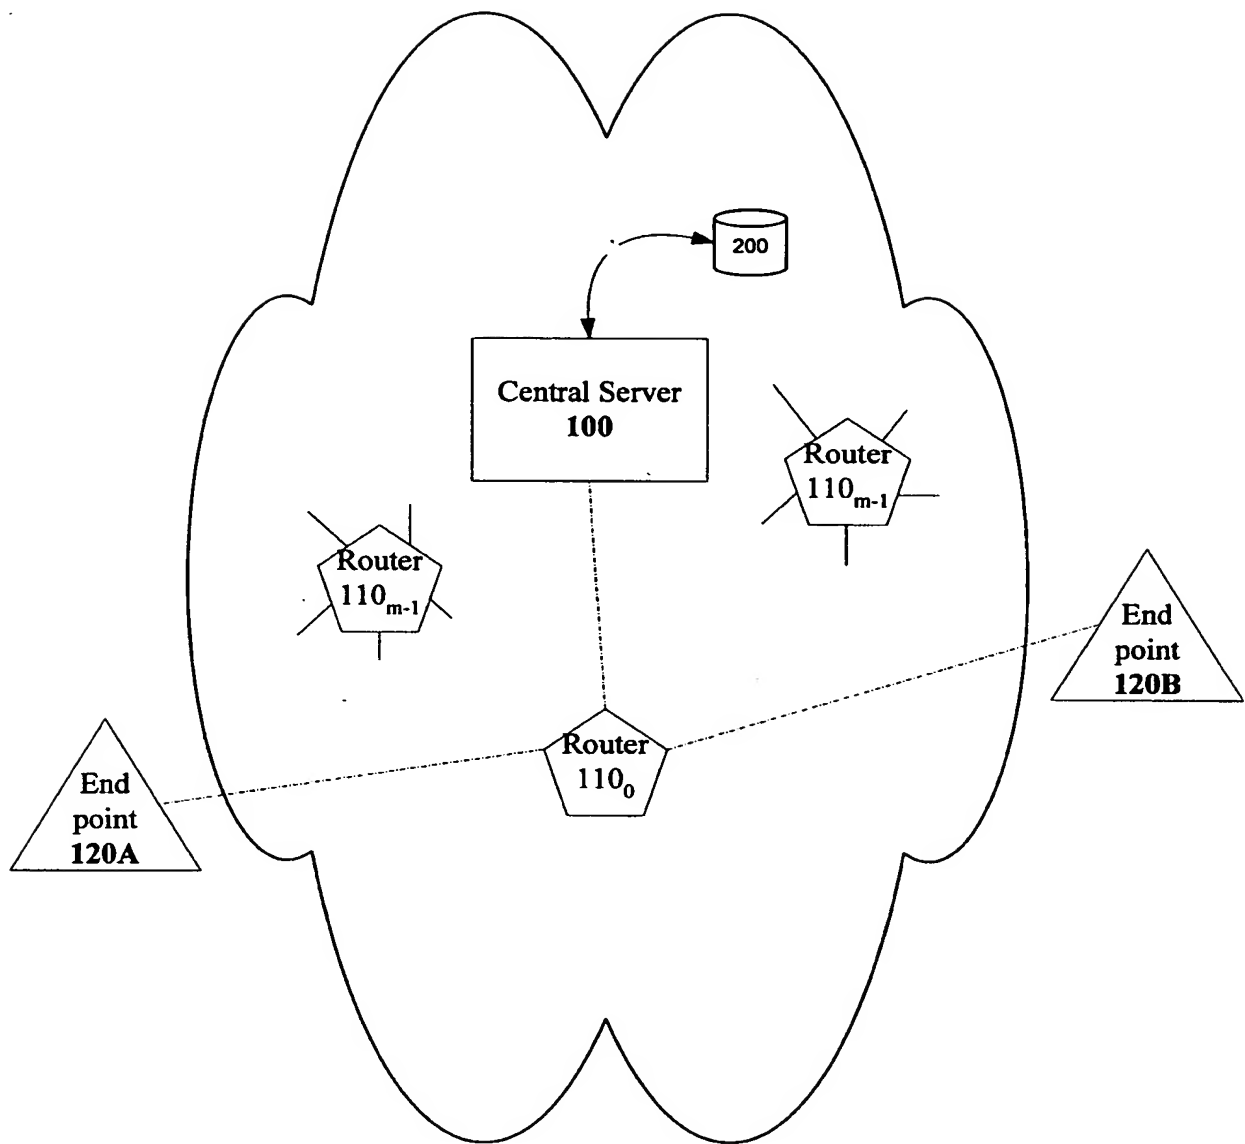 200
Central Server
100
Router
110m-1
Router
110m-1
End
point
120B
Router
1100
End
point
120A